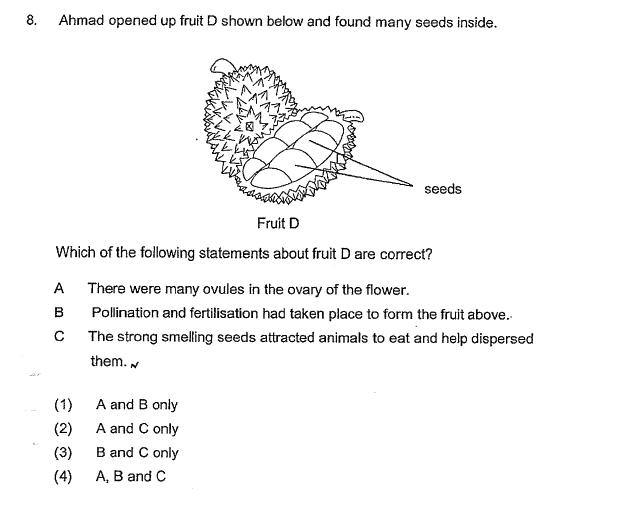 8. Ahmad opened up fruit D shown below and found many seeds inside.
seeds
Fruit D
Which of the following statements about fruit D are correct?
A There were many ovules in the ovary of the flower.
B Pollination and fertilisation had taken place to form the fruit above.
C The strong smelling seeds attracted animals to eat and help dispersed
them.
(1) A and B only
(2) A and C only
(3) B and C only
(4) A, B and C